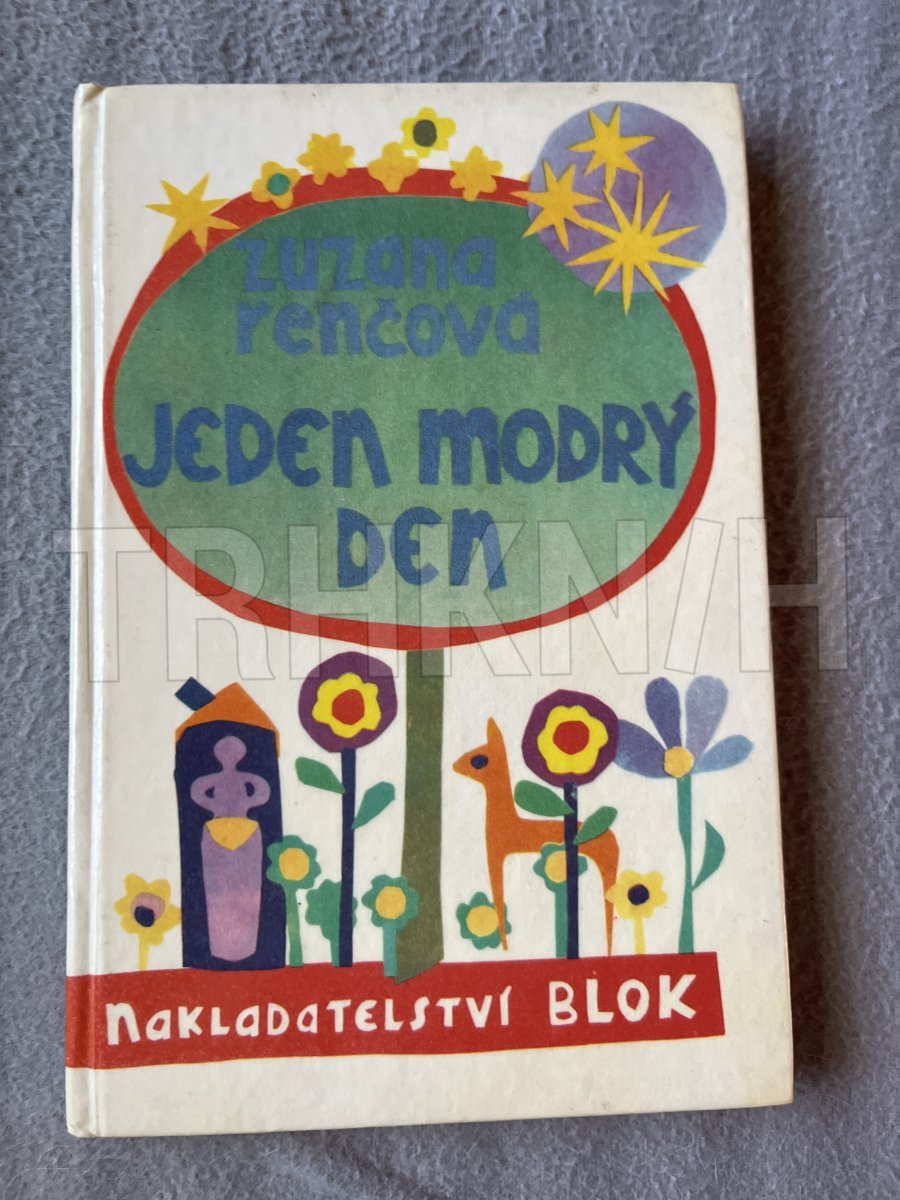 zuzana
renčová
JEDEN MODRÝ
DEN
TRHKNIH
nakladatelství BLOK